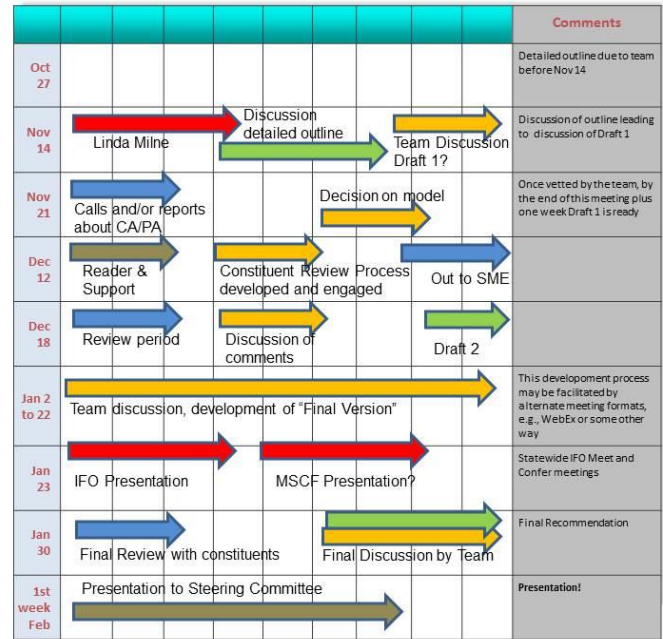 Comments
Oct
27
Detailed outline due to team
before Nov 14
Nov
14
Linda Milne
Discussion
detailed outline
Team Discussion
Draft 1?
Discussion of outline leading
to discussion of Draft 1
Nov
21
Calls and/or reports
about CA/PA
Decision on model
Once vetted by the team, by
the end of this meeting plus
one week Draft 1 is ready
Dec
12
Reader &
Support
Constituent Review Process
developed and engaged
Out to SME
Dec
18
Review period
Discussion of
comments
Draft 2
Jan 2
to 22
Team discussion, development of "Final Version"
This development process
may be facilitated by
alternate meeting formats,
e.g., WebEx or some other
way
Jan
23
IFO Presentation
MSCF Presentation?
Statewide IFO Meet and
Confer meetings
Jan
30
Final Review with constituents
Final Discussion by Team
Final Recommendation
1st
week
Feb
Presentation to Steering Committee
Presentation!